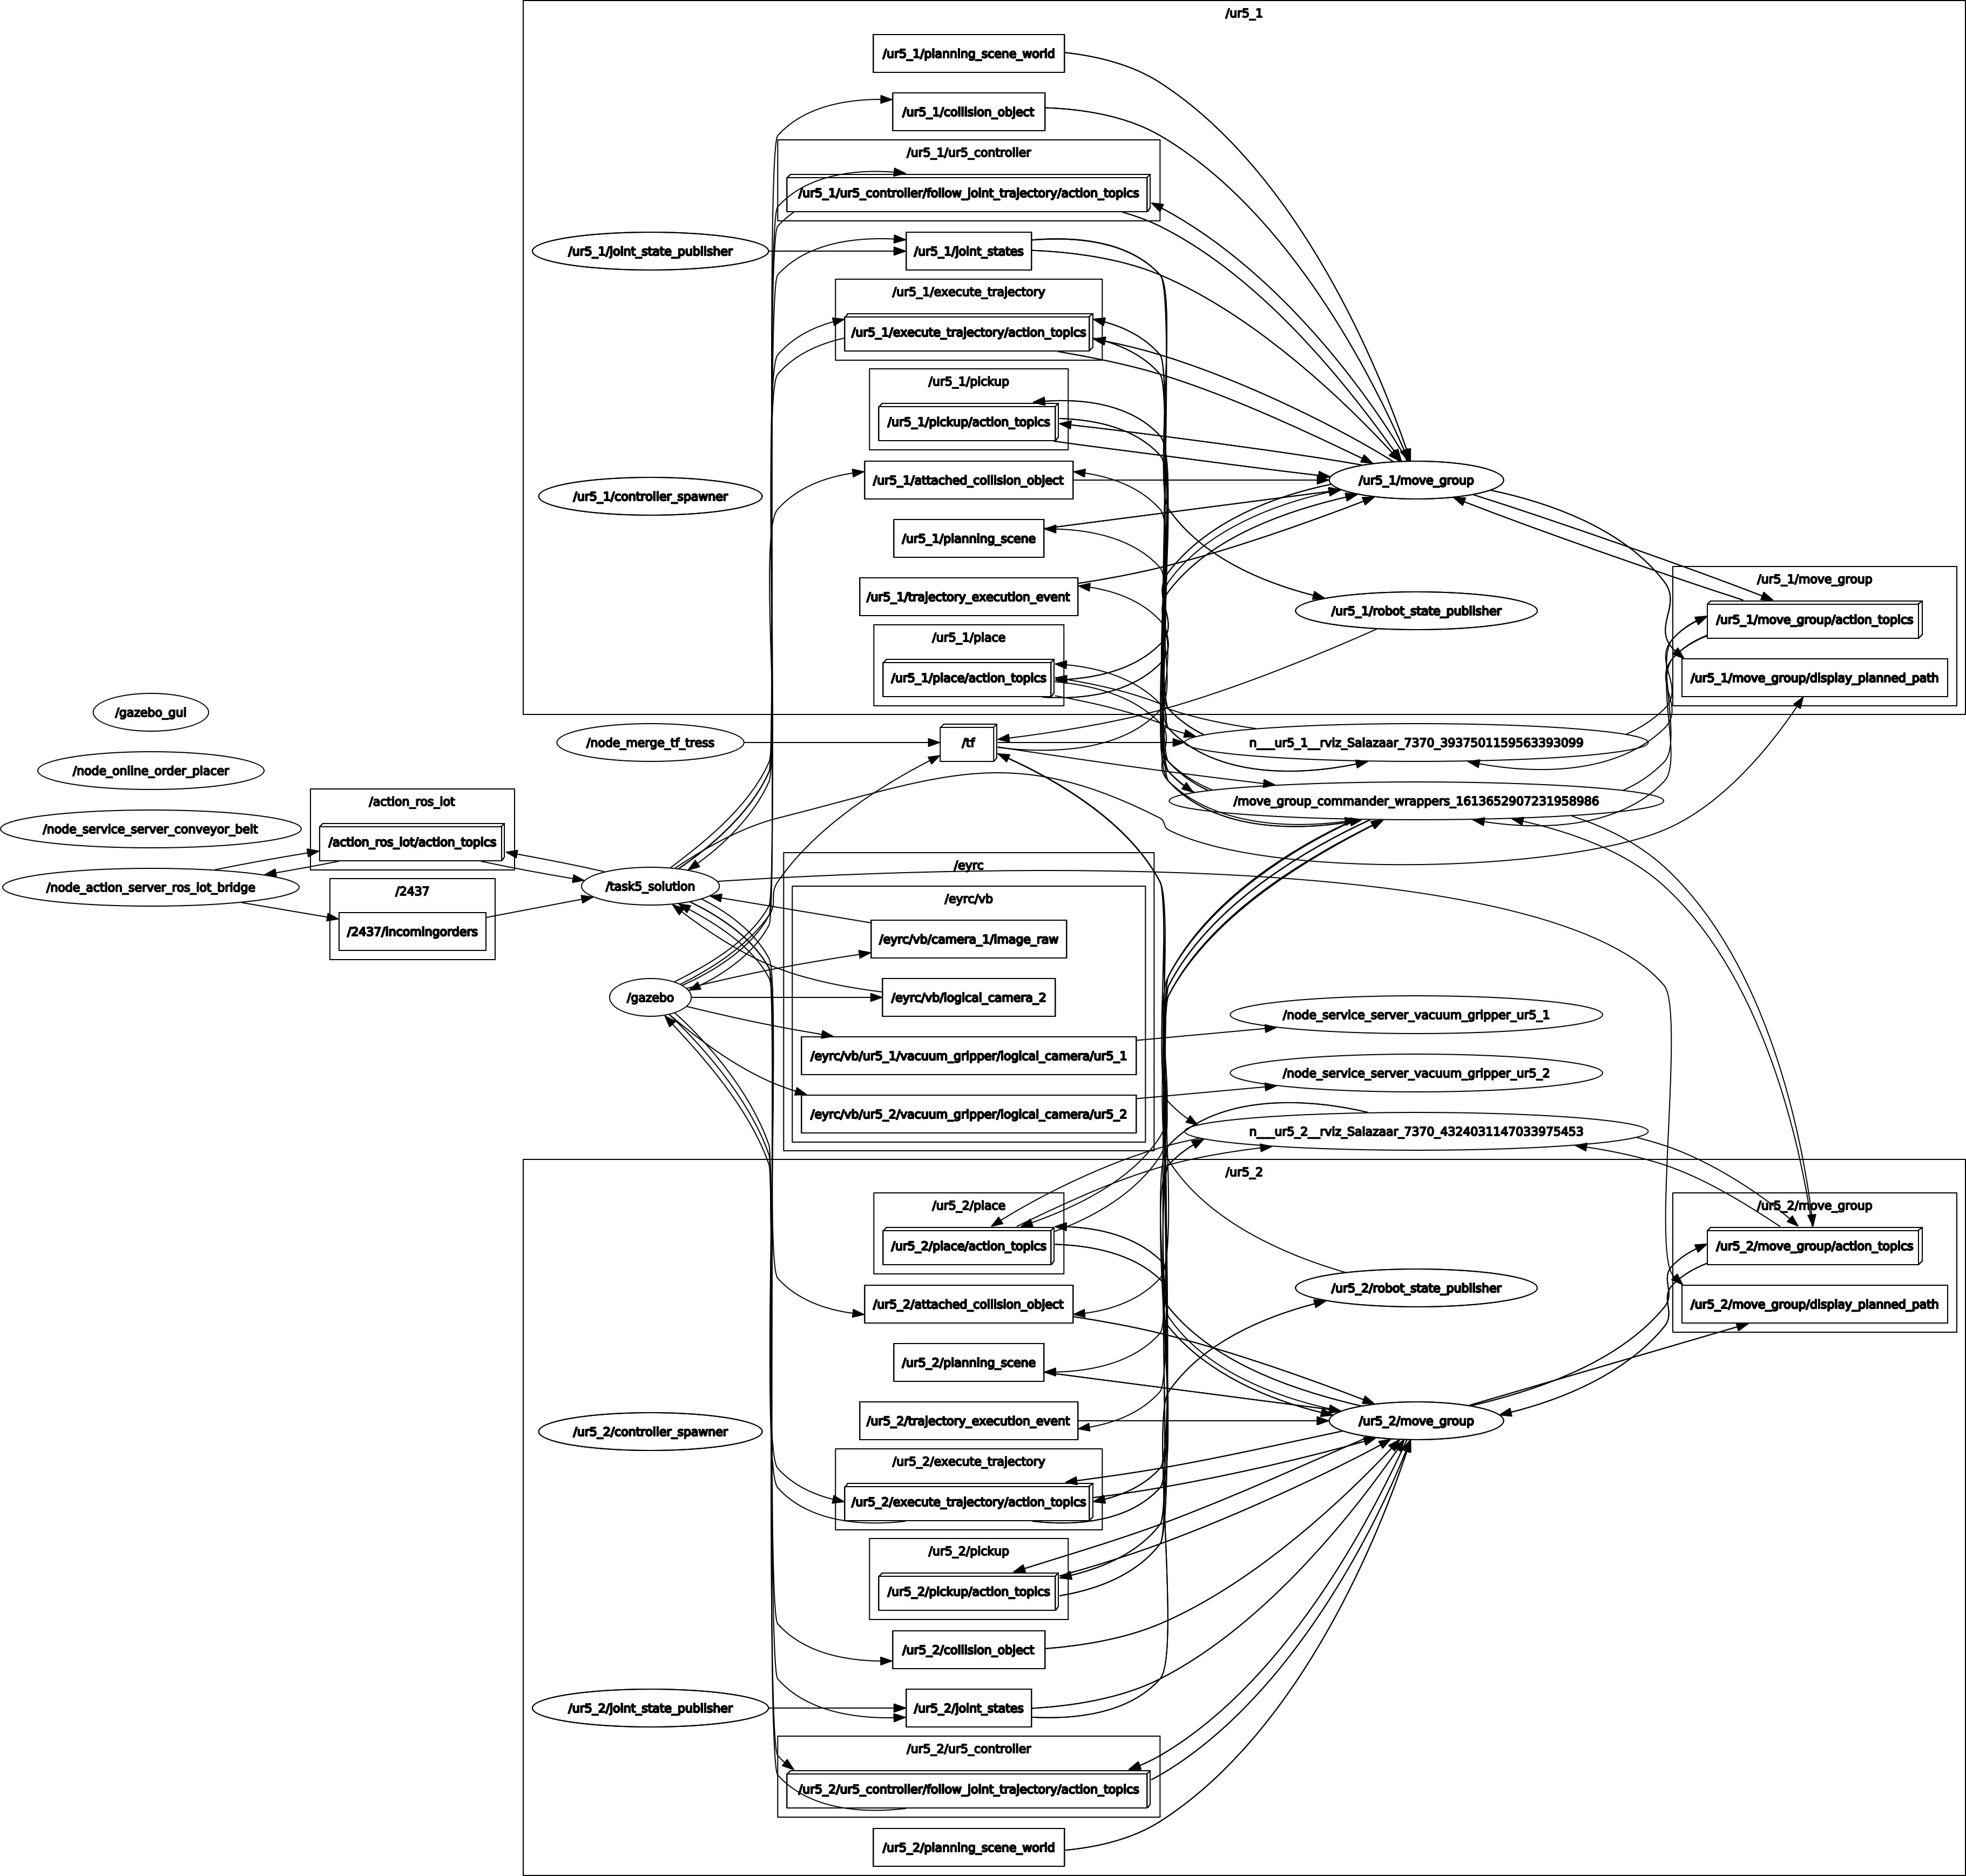 /ur5_1
/ur5_1/planning_scene_world
/ur5_1/collision_object
/ur5_1/ur5_controller
/ur5_1/ur5_controller/follow_joint_trajectory/action_topics
/ur5_1/joint_state_publisher
/ur5_1/joint_states
/ur5_1/execute_trajectory
/ur5_1/execute_trajectory/action_topics
/ur5_1/pickup
/ur5_1/pickup/action_topics
/ur5_1/attached_collision_object
/ur5_1/move_group
/ur5_1/controller_spawner
/ur5_1/planning_scene
/ur5_1/move_group
/ur5_1/trajectory_execution_event
/ur5_1/robot_state_publisher
/ur5_1/move_group/action_topics
/ur5_1/place
/ur5_1/place/action_topics
/ur5_1/move_group/display_planned_path
/gazebo_gui
/node_merge_tf_tress
/tf
n___ur5_1__rviz_Salazaar_7370_3937501159563393099
/node_online_order_placer
/action_ros_iot
/move_group_commander_wrappers_1613652907231958986
/node_service_server_conveyor_belt
/action_ros_iot/action_topics
/eyrc
/node_action_server_ros_iot_bridge
/task5_solution
/2437
/eyrc/vb
/2437/incomingorders
/eyrc/vb/camera_1/image_raw
/gazebo
/eyrc/vb/logical_camera_2
/node_service_server_vacuum_gripper_ur5_1
/eyrc/vb/ur5_1/vacuum_gripper/logical_camera/ur5_1
/node_service_server_vacuum_gripper_ur5_2
/eyrc/vb/ur5_2/vacuum_gripper/logical_camera/ur5_2
n___ur5_2__rviz_Salazaar_7370_4324031147033975453
/ur5_2
/ur5_2/place
/ur5_2/move_group
/ur5_2/place/action_topics
/ur5_2/move_group/action_topics
/ur5_2/robot_state_publisher
/ur5_2/attached_collision_object
/ur5_2/move_group/display_planned_path
/ur5_2/planning_scene
/ur5_2/trajectory_execution_event
/ur5_2/move_group
/ur5_2/controller_spawner
/ur5_2/execute_trajectory
/ur5_2/execute_trajectory/action_topics
/ur5_2/pickup
/ur5_2/pickup/action_topics
/ur5_2/collision_object
/ur5_2/joint_state_publisher
/ur5_2/joint_states
/ur5_2/ur5_controller
/ur5_2/ur5_controller/follow_joint_trajectory/action_topics
/ur5_2/planning_scene_world